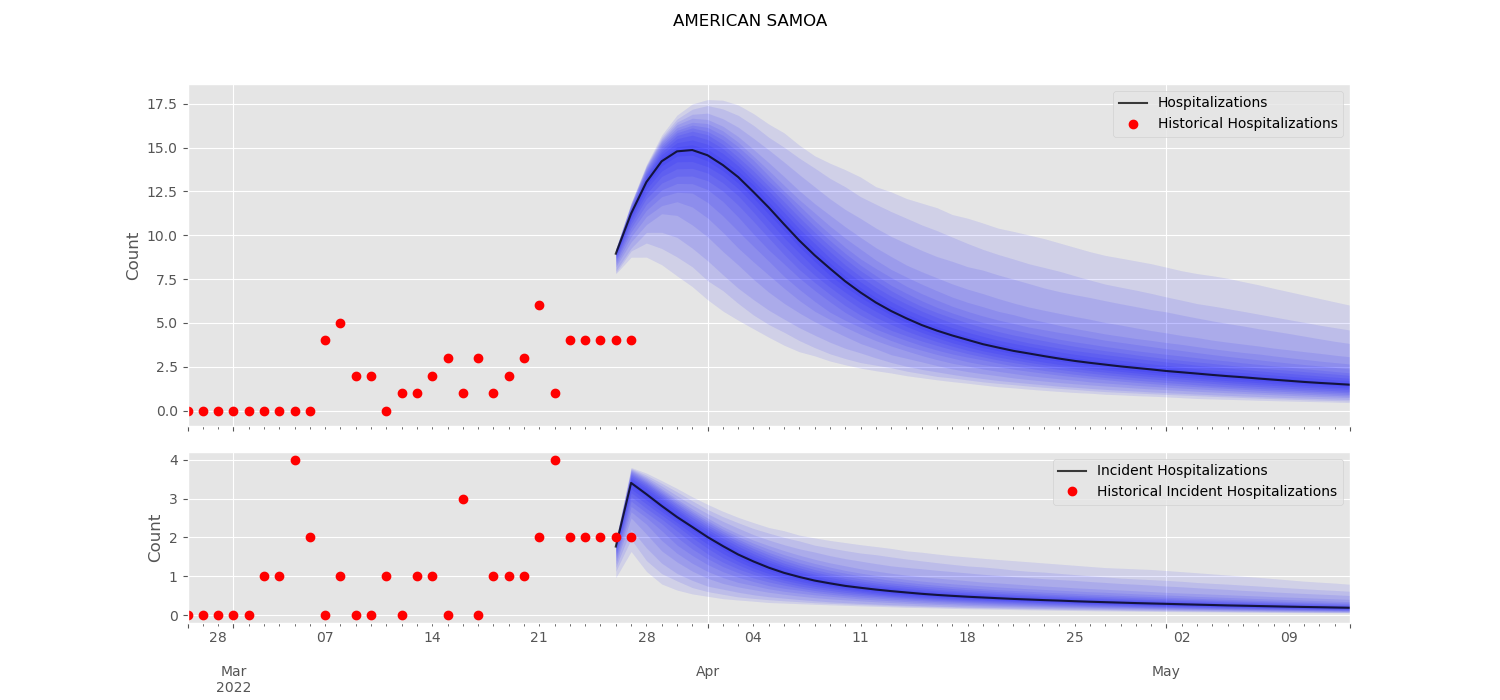 AMERICAN SAMOA
Count
17.5
15.0
12.5
10.0
7.5
5.0
2.5
0.0
Hospitalizations
Historical Hospitalizations
Count
4
3
2
1
0
Incident Hospitalizations
Historical Incident Hospitalizations
28 07 14 21 28 04 11 18 25 02 09
Mar Apr May
2022